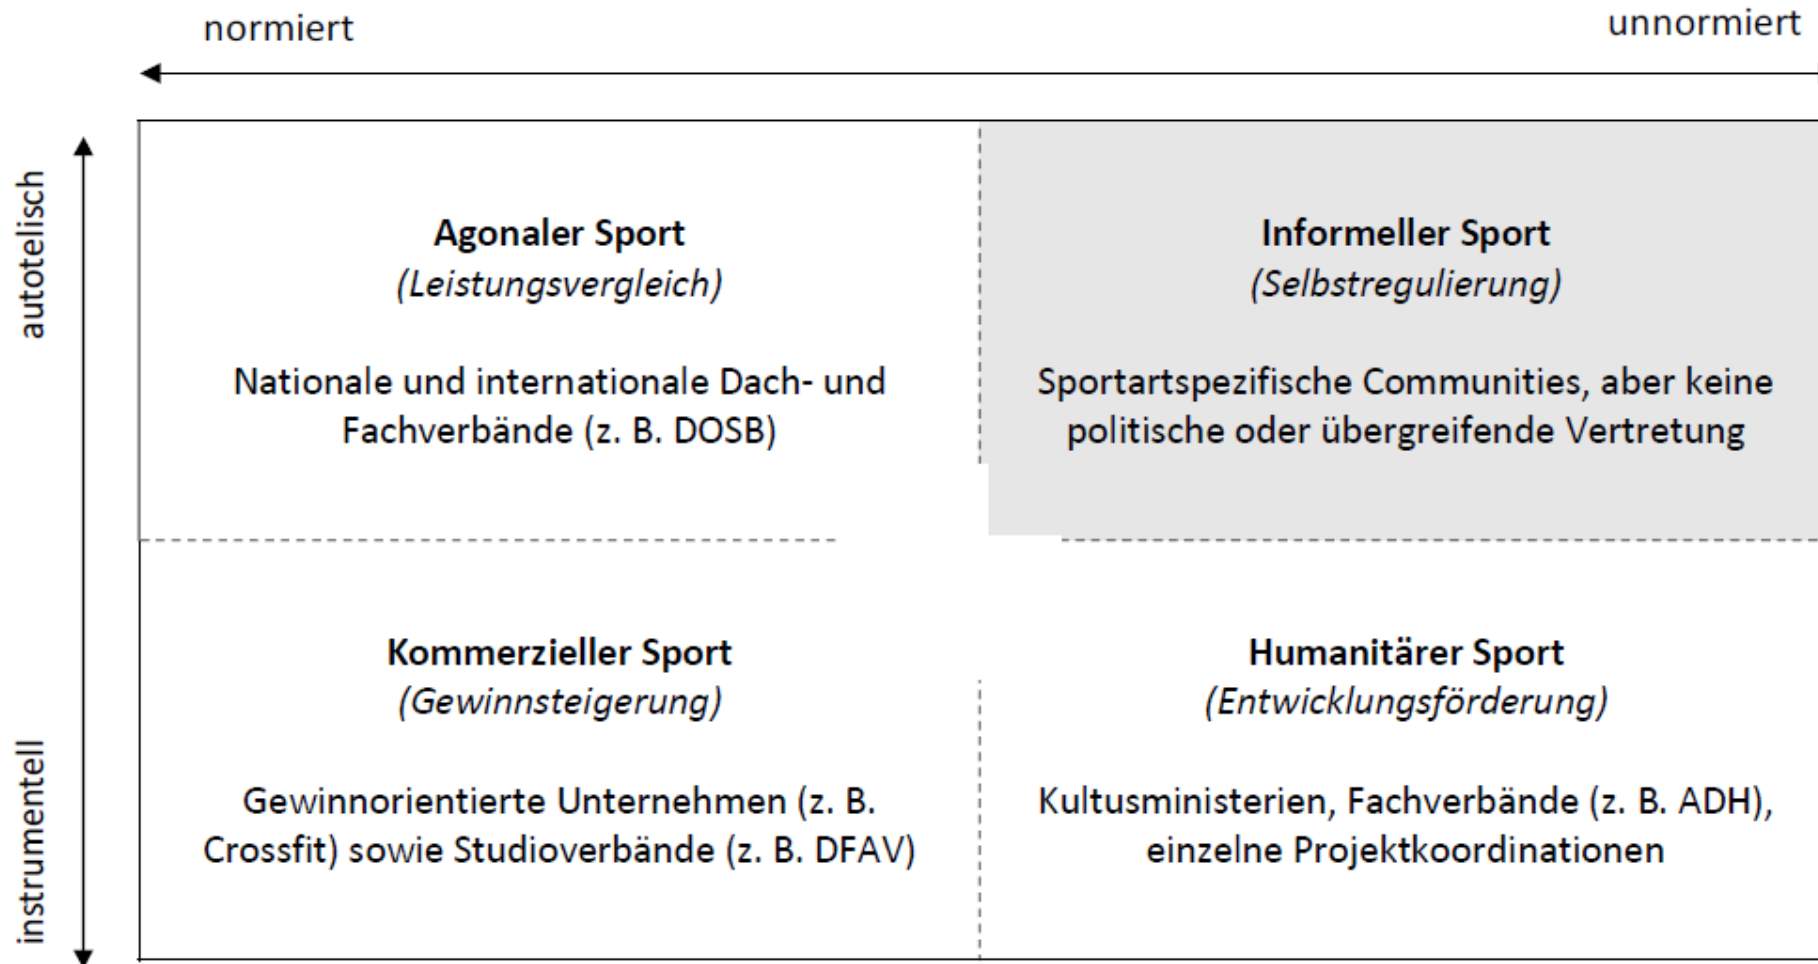 normiert
unnormiert
autotelisch
Agonaler Sport
(Leistungsvergleich)
Nationale und internationale Dach- und
Fachverbände (z. B. DOSB)
Informeller Sport
(Selbstregulierung)
Sportartspezifische Communities, aber keine
politische oder übergreifende Vertretung
instrumentell
Kommerzieller Sport
(Gewinnsteigerung)
Gewinnorientierte Unternehmen (z. B.
Crossfit) sowie Studioverbände (z. B. DFAV)
Humanitärer Sport
(Entwicklungsförderung)
Kultusministerien, Fachverbände (z. B. ADH),
einzelne Projektkoordinationen